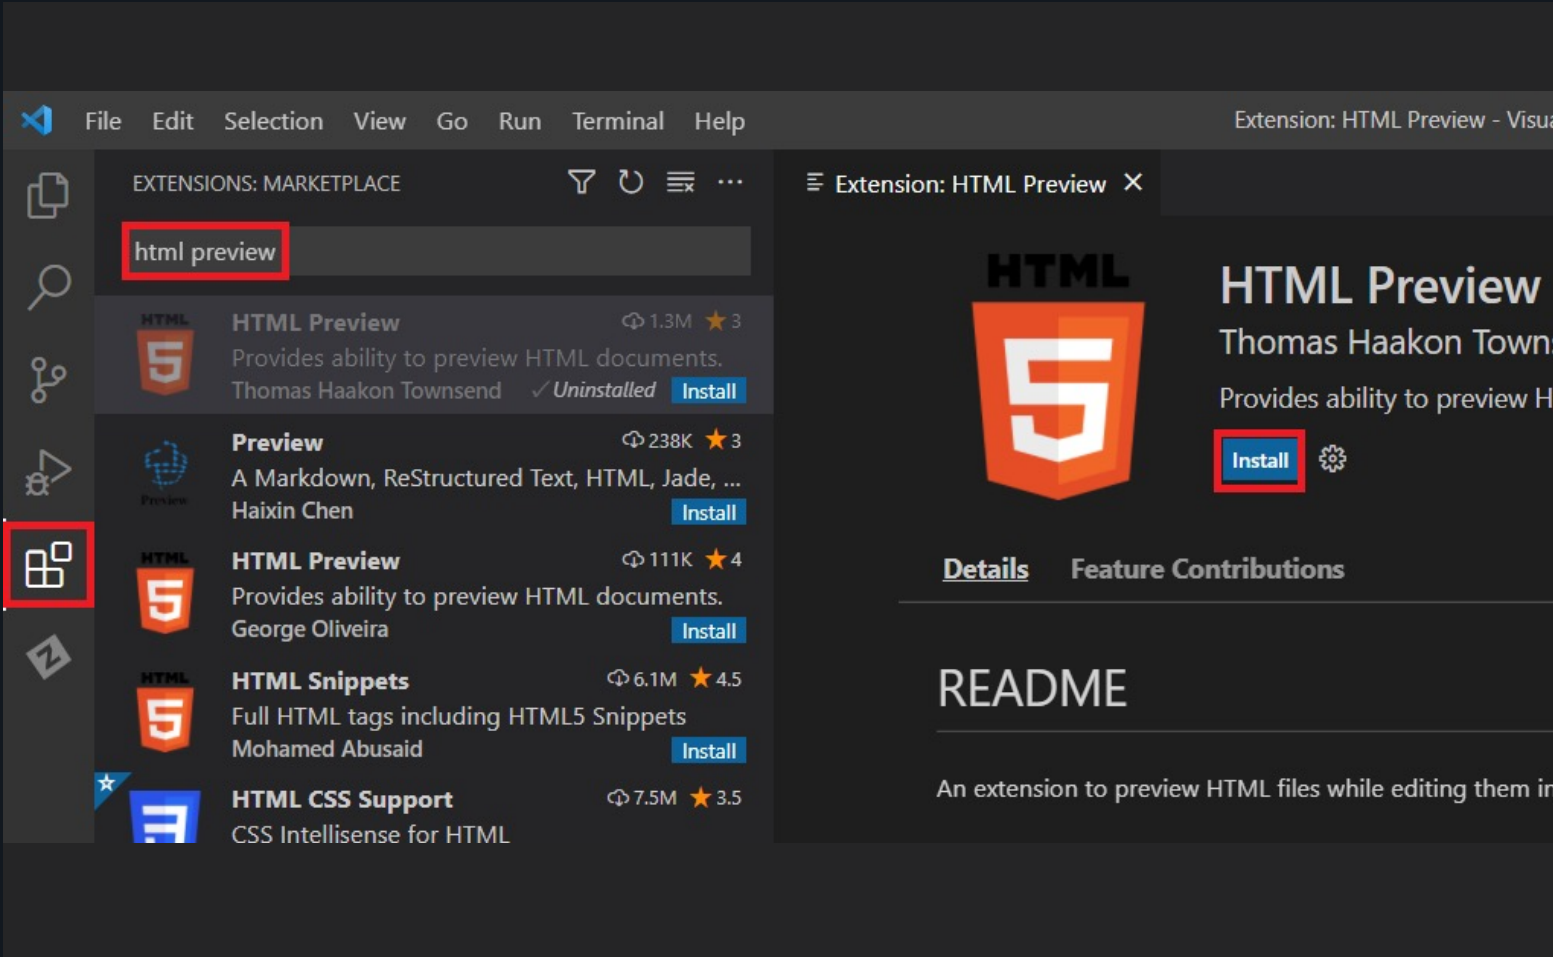 File Edit Selection View Go Run Terminal Help
Extension: HTML Preview - Visua
EXTENSIONS: MARKETPLACE
html preview
HTML
HTML Preview 1.3M 3
Provides ability to preview HTML documents.
Thomas Haakon Townsend Uninstalled Install
Preview
Preview 238K 3
A Markdown, ReStructured Text, HTML, Jade, ...
Haixin Chen Install
HTML
HTML Preview 111K 4
Provides ability to preview HTML documents.
George Oliveira Install
HTML
HTML Snippets 6.1M 4.5
Full HTML tags including HTML5 Snippets
Mohamed Abusaid Install
HTML CSS Support 7.5M 3.5
CSS Intellisense for HTML
Extension: HTML Preview
HTML
5
HTML Preview
Thomas Haakon Towns
Provides ability to preview H
Install
Details Feature Contributions
README
An extension to preview HTML files while editing them in